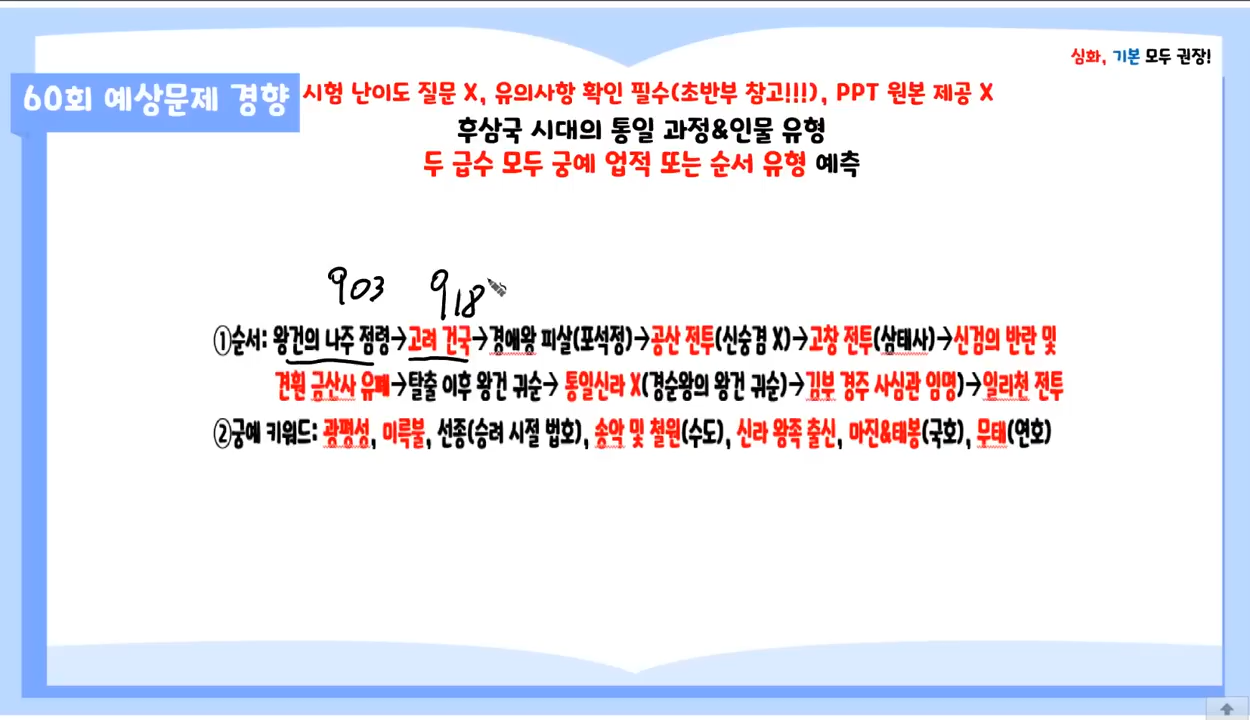 심화, 기본 모두 권장!
60회 예상문제 경향
시험 난이도 질문 X, 유의사항 확인 필수(초반부 참고!!!), PPT 원본 제공 X
후삼국 시대의 통일 과정&인물 유형
두 급수 모두 궁예 업적 또는 순서 유형 예측
903 918
①순서: 왕건의 나주 점령→고려 건국→경애왕 피살(포석정)→공산 전투(신숭겸 X)→고창 전투(삼태사)→신검의 반란 및
견훤 금산사 유폐→탈출 이후 왕건 귀순→ 통일신라 X(경순왕의 왕건 귀순)→김부 경주 사심관 임명)→일리천 전투
②궁예 키워드: 광평성, 미륵불, 선종(승려 시절 법호), 송악 및 철원(수도), 신라 왕족 출신, 마진&태봉(국호), 무태(연호)